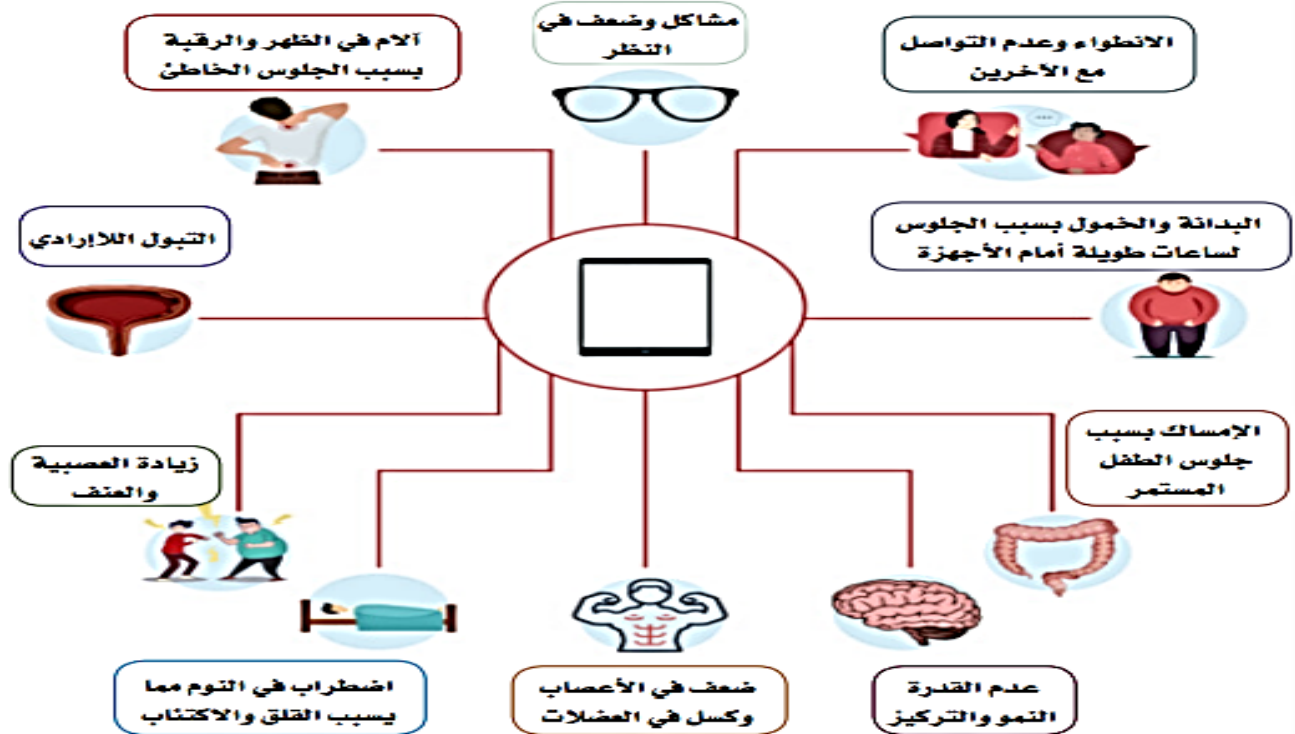 الانطواء وعدم التواصل
مع الآخرين
مشاكل وضعف في
النظر
آلام في الظهر والرقبة
بسبب الجلوس الخاطئ
البدانة والخمول بسبب الجلوس
لساعات طويلة أمام الأجهزة
التبول اللاإرادي
الإمساك بسبب
جلوس الطفل
المستمر
زيادة العصبية
والعنف
عدم القدرة
النمو والتركيز
ضعف في الأعصاب
وكسل في العضلات
اضطراب في النوم مما
يسبب القلق والاكتئاب